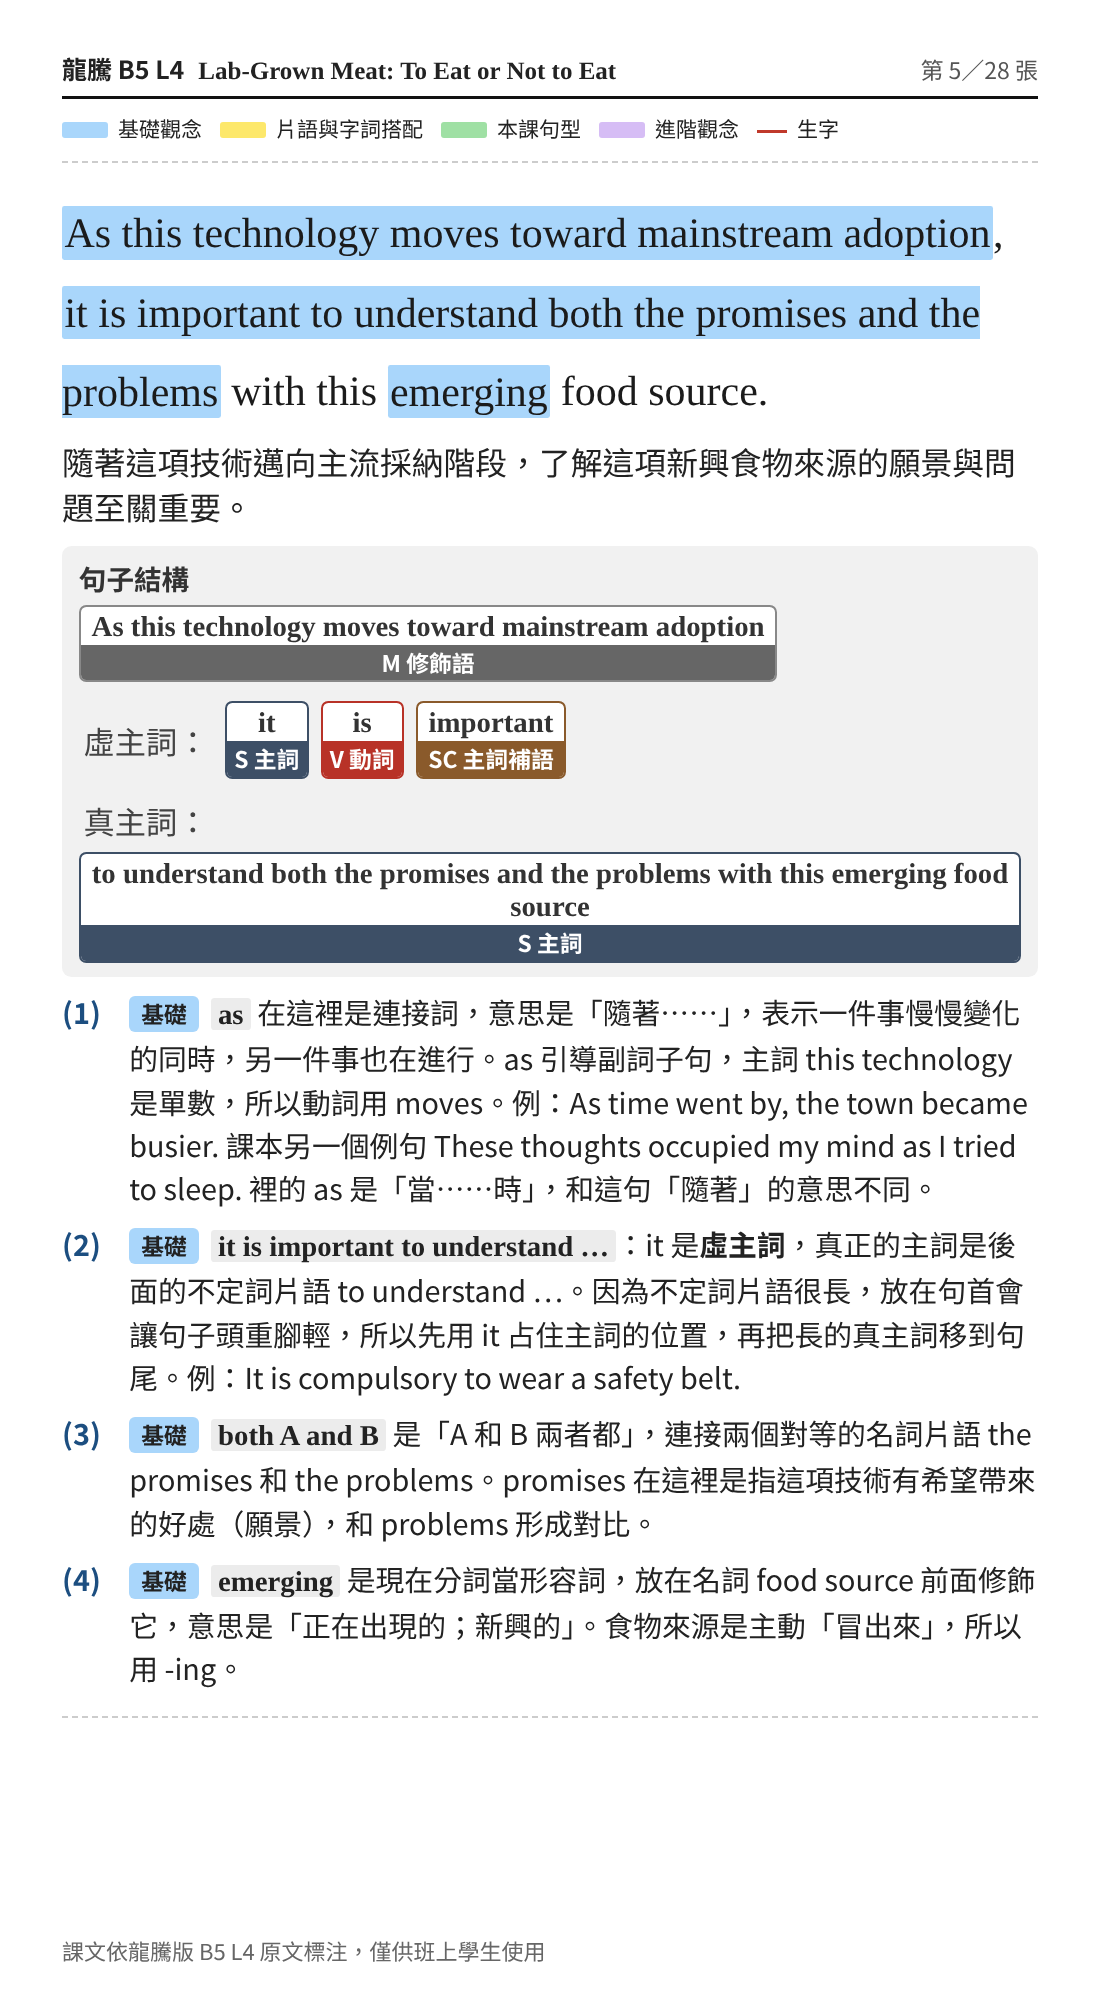 龍騰 B5 L4 Lab-Grown Meat: To Eat or Not to Eat 第 5／28 張
基礎觀念 片語與字詞搭配 本課句型 進階觀念 生字
As this technology moves toward mainstream adoption,
it is important to understand both the promises and the
problems with this emerging food source.
隨著這項技術邁向主流採納階段，了解這項新興食物來源的願景與問
題至關重要。
句子結構
As this technology moves toward mainstream adoption
M 修飾語
虛主詞： it is important
S 主詞 V 動詞 SC 主詞補語
真主詞：
to understand both the promises and the problems with this emerging food
source
S 主詞
(1) 基礎 as 在這裡是連接詞，意思是「隨著……」，表示一件事慢慢變化
的同時，另一件事也在進行。as 引導副詞子句，主詞 this technology
是單數，所以動詞用 moves。例：As time went by, the town became
busier. 課本另一個例句 These thoughts occupied my mind as I tried
to sleep. 裡的 as 是「當……時」，和這句「隨著」的意思不同。
(2) 基礎 it is important to understand … ：it 是虛主詞，真正的主詞是後
面的不定詞片語 to understand …。因為不定詞片語很長，放在句首會
讓句子頭重腳輕，所以先用 it 占住主詞的位置，再把長的真主詞移到句
尾。例：It is compulsory to wear a safety belt.
(3) 基礎 both A and B 是「A 和 B 兩者都」，連接兩個對等的名詞片語 the
promises 和 the problems。promises 在這裡是指這項技術有希望帶來
的好處（願景），和 problems 形成對比。
(4) 基礎 emerging 是現在分詞當形容詞，放在名詞 food source 前面修飾
它，意思是「正在出現的；新興的」。食物來源是主動「冒出來」，所以
用 -ing。
課文依龍騰版 B5 L4 原文標注，僅供班上學生使用